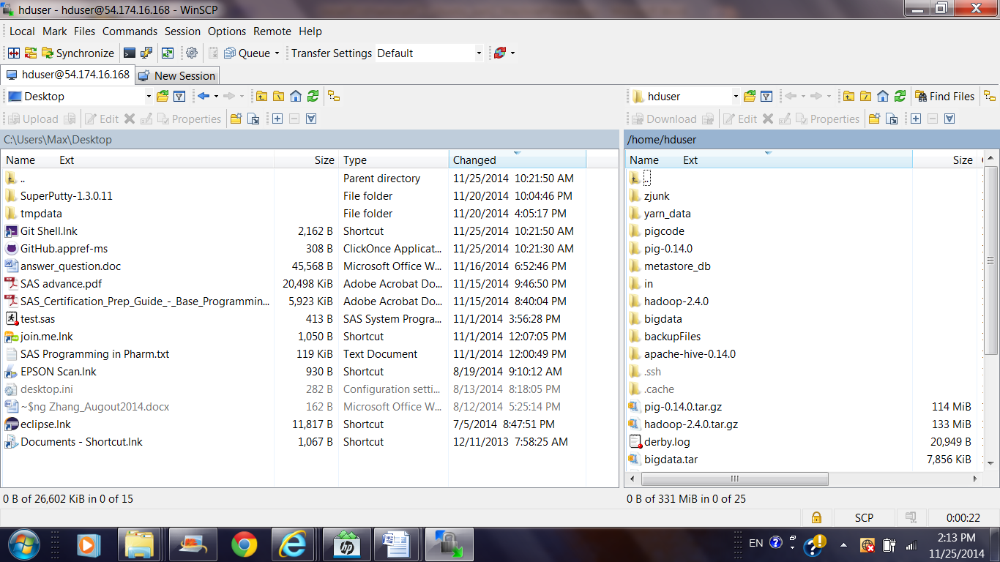 hduser - hduser@54.174.16.168 - WinSCP
Local Mark Files Commands Session Options Remote Help
Synchronize Queue Transfer Settings Default
hduser@54.174.16.168 New Session
Desktop
Upload Edit Properties
C:\Users\Max\Desktop
Name Ext Size Type Changed
.. Parent directory 11/25/2014 10:21:50 AM
SuperPutty-1.3.0.11 File folder 11/20/2014 10:04:46 PM
tmpdata File folder 11/20/2014 4:05:17 PM
Git Shell.lnk 2,162 B Shortcut 11/25/2014 10:21:50 AM
GitHub.appref-ms 308 B ClickOnce Applicat... 11/25/2014 10:21:30 AM
answer_question.doc 45,568 B Microsoft Office W... 11/16/2014 6:52:46 PM
SAS advance.pdf 20,498 KiB Adobe Acrobat Do... 11/15/2014 9:46:50 PM
SAS_Certification_Prep_Guide_-_Base_Programmin... 5,923 KiB Adobe Acrobat Do... 11/15/2014 8:40:04 PM
test.sas 413 B SAS System Progra... 11/1/2014 3:56:28 PM
join.me.lnk 1,050 B Shortcut 11/1/2014 12:07:05 PM
SAS Programming in Pharm.txt 119 KiB Text Document 11/1/2014 12:00:49 PM
EPSON Scan.lnk 930 B Shortcut 8/19/2014 9:10:12 AM
desktop.ini 282 B Configuration setti... 8/13/2014 8:18:05 PM
~$ng Zhang_Augout2014.docx 162 B Microsoft Office W... 8/12/2014 5:25:14 PM
eclipse.lnk 11,817 B Shortcut 7/5/2014 8:47:51 PM
Documents - Shortcut.lnk 1,067 B Shortcut 12/11/2013 7:58:25 AM
0 B of 26,602 KiB in 0 of 15
hduser Find Files
Download Edit Properties
/home/hduser
Name Ext Size
..
zjunk
yarn_data
pigcode
pig-0.14.0
metastore_db
in
hadoop-2.4.0
bigdata
backupFiles
apache-hive-0.14.0
.ssh
.cache
pig-0.14.0.tar.gz 114 MiB
hadoop-2.4.0.tar.gz 133 MiB
derby.log 20,949 B
bigdata.tar 7,856 KiB
0 B of 331 MiB in 0 of 25
SCP 0:00:22
EN 2:13 PM
11/25/2014